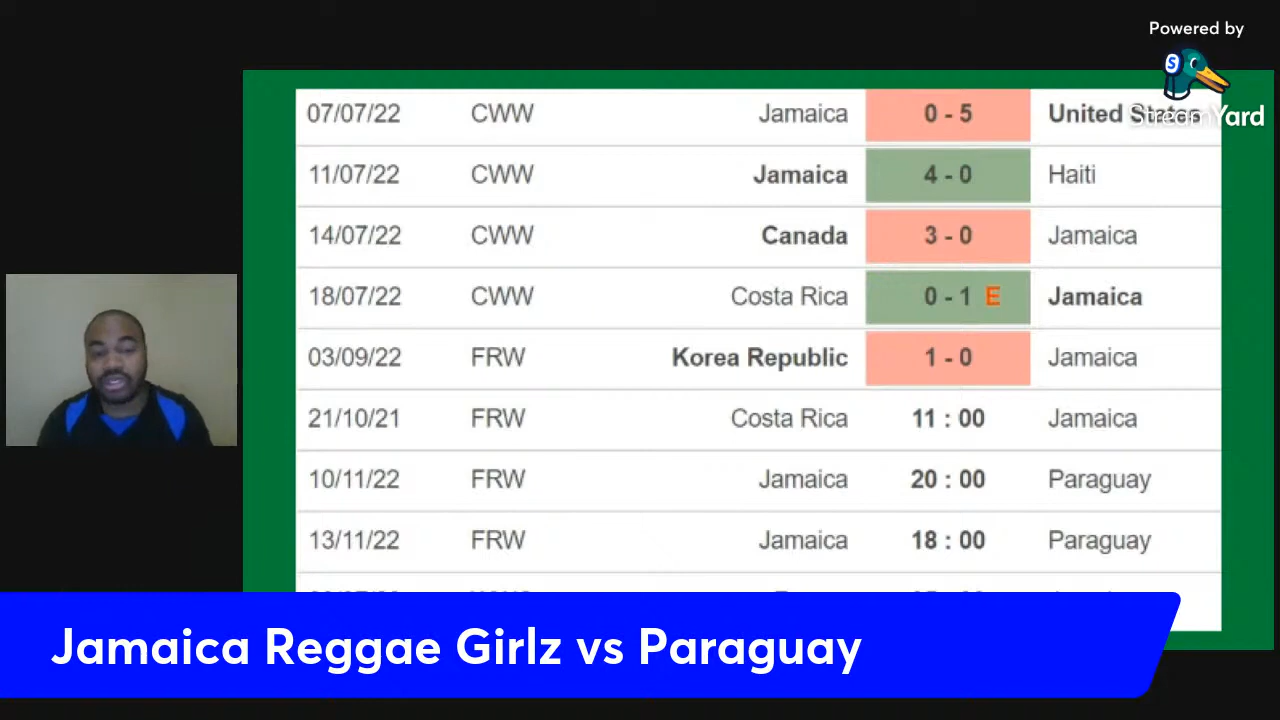 Powered by
StreamYard
07/07/22 CWW Jamaica 0 - 5 United States
11/07/22 CWW Jamaica 4 - 0 Haiti
14/07/22 CWW Canada 3 - 0 Jamaica
18/07/22 CWW Costa Rica 0 - 1 E Jamaica
03/09/22 FRW Korea Republic 1 - 0 Jamaica
21/10/21 FRW Costa Rica 11 : 00 Jamaica
10/11/22 FRW Jamaica 20 : 00 Paraguay
13/11/22 FRW Jamaica 18 : 00 Paraguay
Jamaica Reggae Girlz vs Paraguay